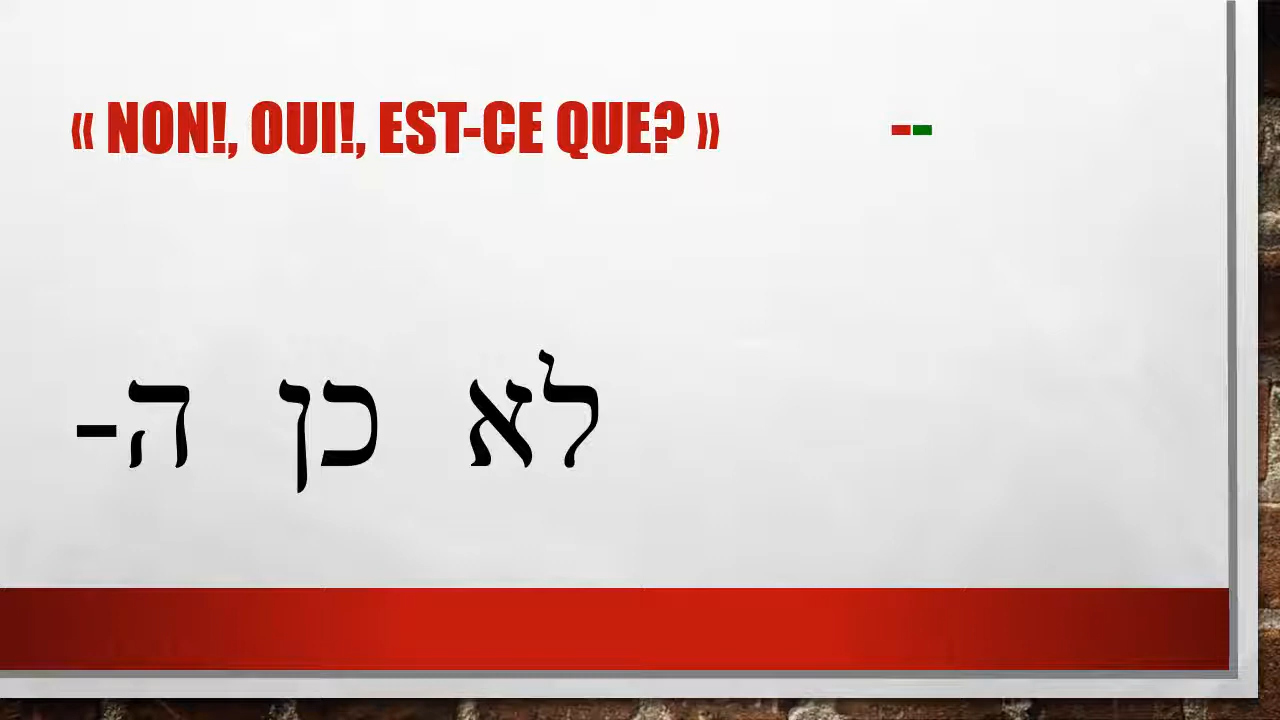 « NON!, OUI!, EST-CE QUE? » --
לא כן ה-